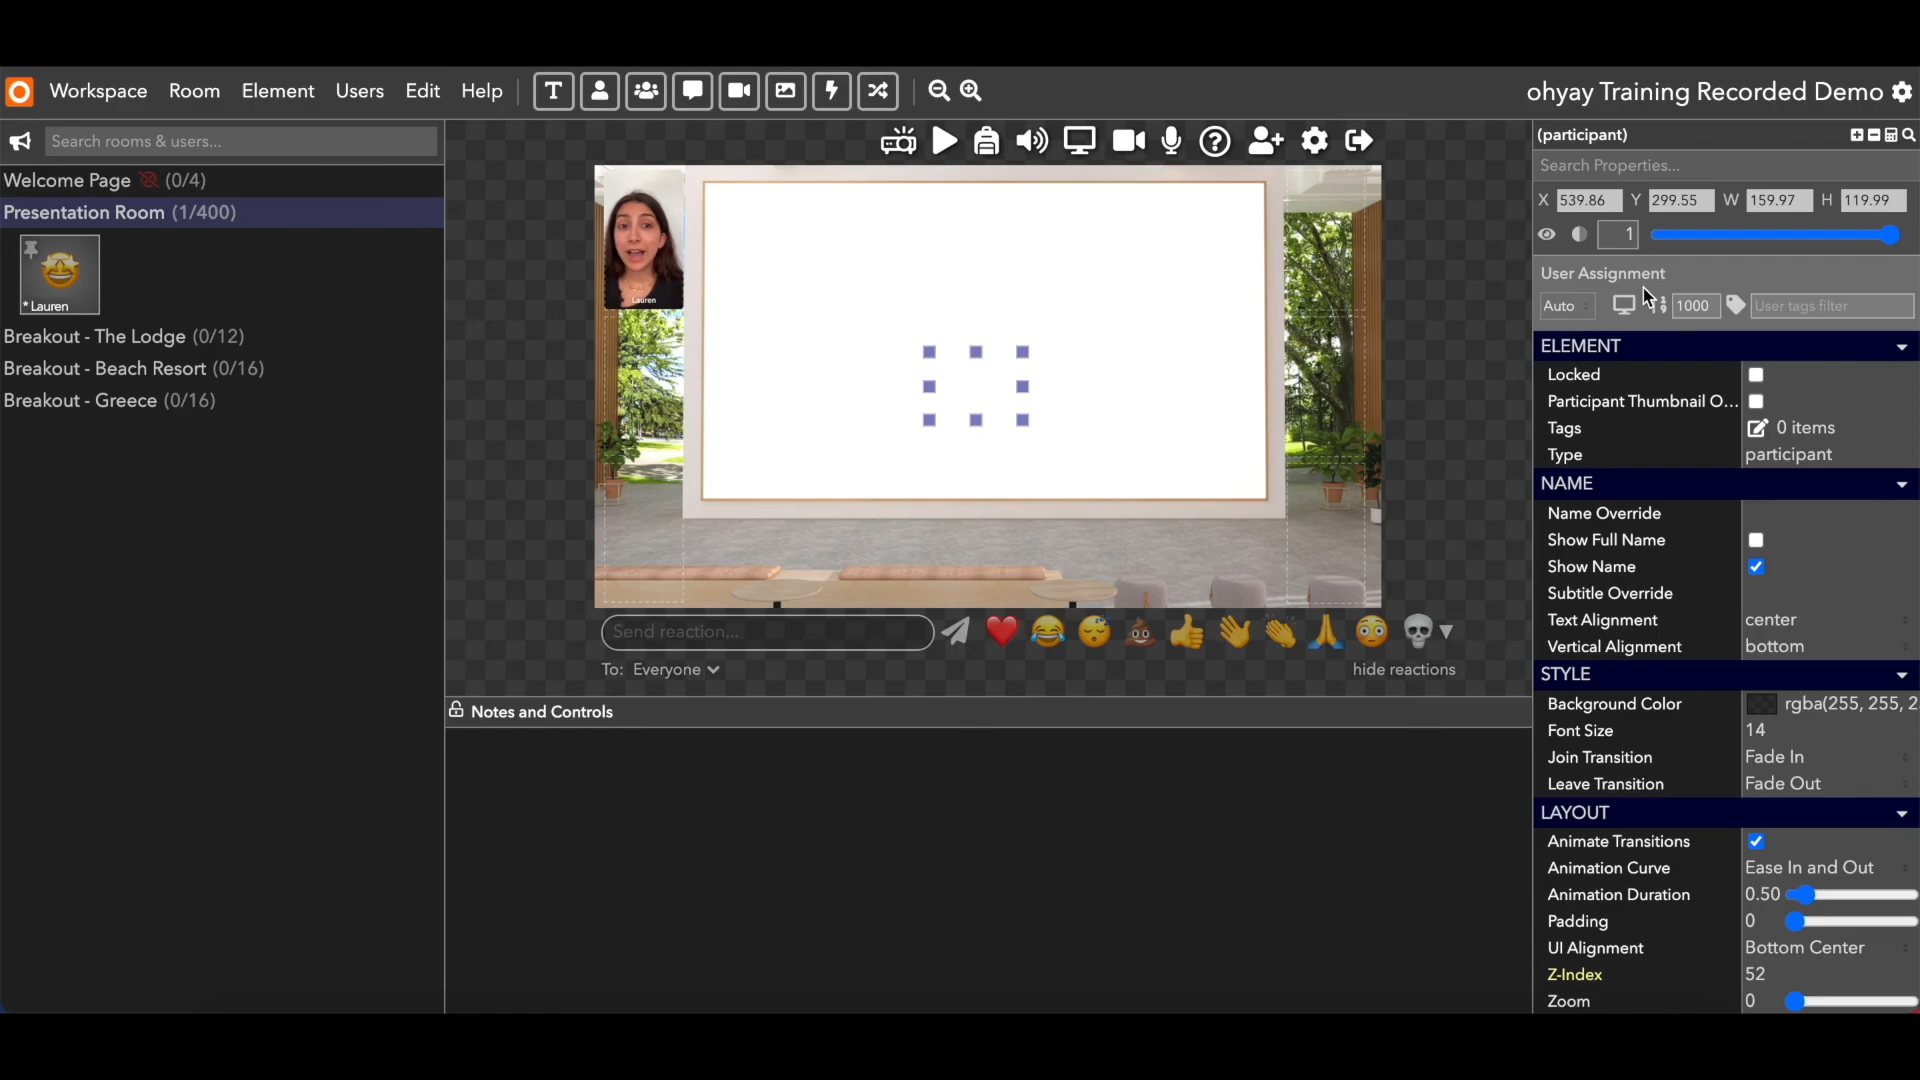 Workspace Room Element Users Edit Help
ohyay Training Recorded Demo
Search rooms & users...
Welcome Page (0/4)
Presentation Room (1/400)
* Lauren
Breakout - The Lodge (0/12)
Breakout - Beach Resort (0/16)
Breakout - Greece (0/16)
Lauren
Send reaction...
To: Everyone
hide reactions
Notes and Controls
(participant)
Search Properties...
X 539.86 Y 299.55 W 159.97 H 119.99
1
User Assignment
Auto 1000 User tags filter
ELEMENT
Locked
Participant Thumbnail O...
Tags 0 items
Type participant
NAME
Name Override
Show Full Name
Show Name
Subtitle Override
Text Alignment center
Vertical Alignment bottom
STYLE
Background Color rgba(255, 255, 2
Font Size 14
Join Transition Fade In
Leave Transition Fade Out
LAYOUT
Animate Transitions
Animation Curve Ease In and Out
Animation Duration 0.50
Padding 0
UI Alignment Bottom Center
Z-Index 52
Zoom 0